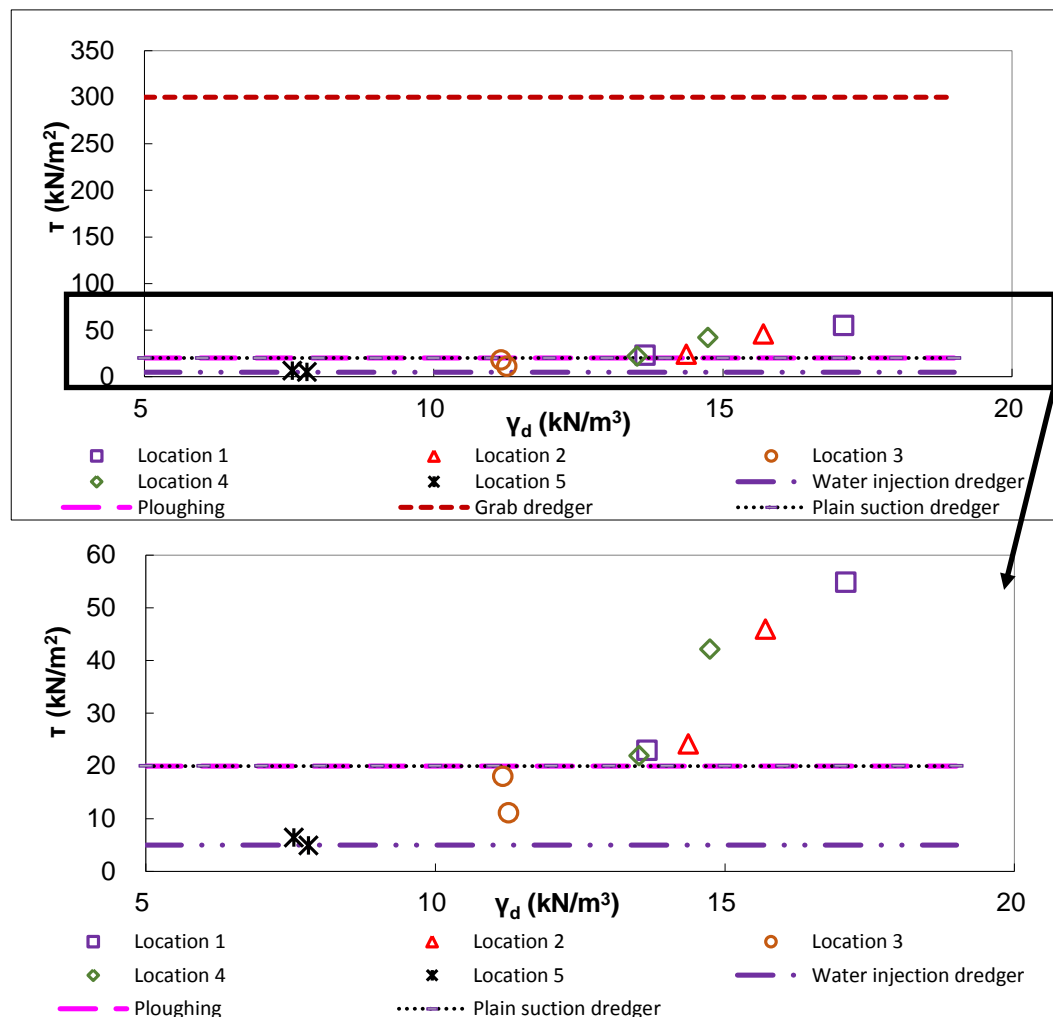 350
300
250
200
150
100
50
0
τ (kN/m²)
5 10 15 20
γd (kN/m³)
Location 1 Location 2 Location 3
Location 4 Location 5 Water injection dredger
Ploughing Grab dredger Plain suction dredger
60
50
40
30
20
10
0
τ (kN/m²)
5 10 15 20
γd (kN/m³)
Location 1 Location 2 Location 3
Location 4 Location 5 Water injection dredger
Ploughing Plain suction dredger